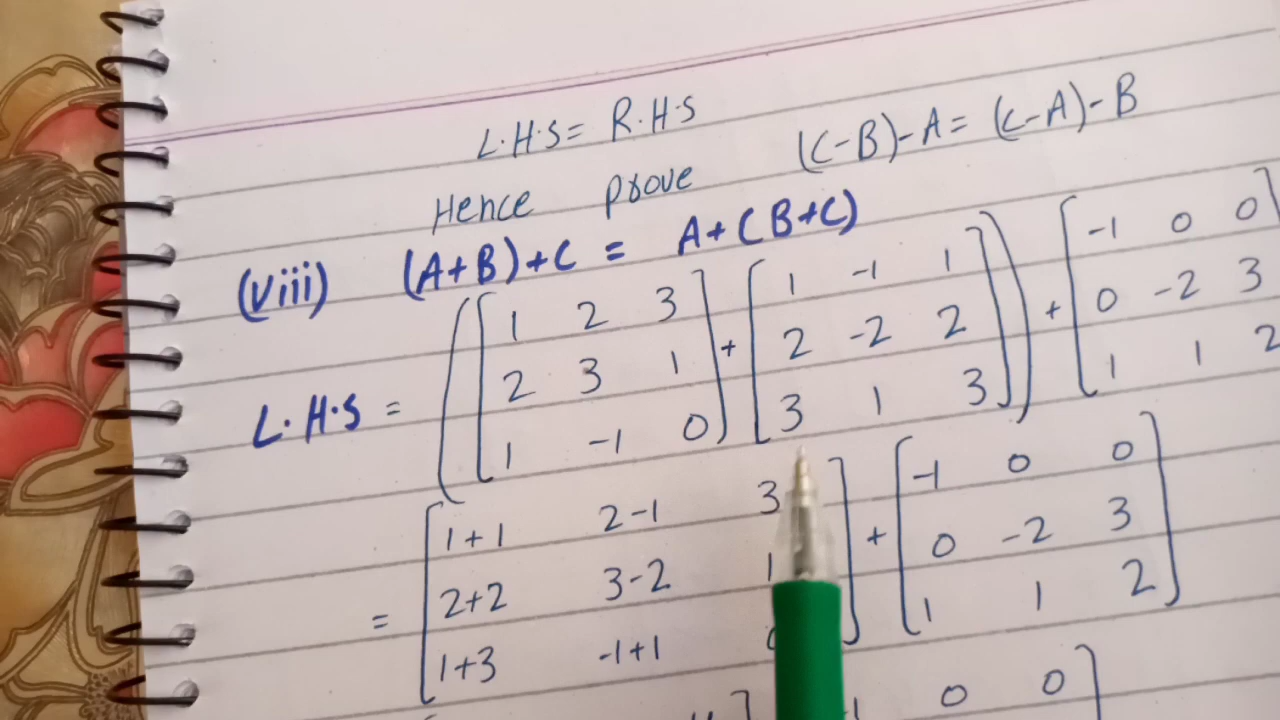 L.H.S = R.H.S
Hence prove (C-B)-A = (C-A)-B
(viii) (A+B)+C = A+(B+C)
L.H.S = ([1 2 3] + [1 -1 1]) + [-1 0 0]
[2 3 1] [2 -2 2] [0 -2 3]
[1 -1 0] [3 1 3] [1 1 2]
= [1+1 2-1 3] + [-1 0 0]
[2+2 3-2 1] [0 -2 3]
[1+3 -1+1] [1 1 2]
0 0